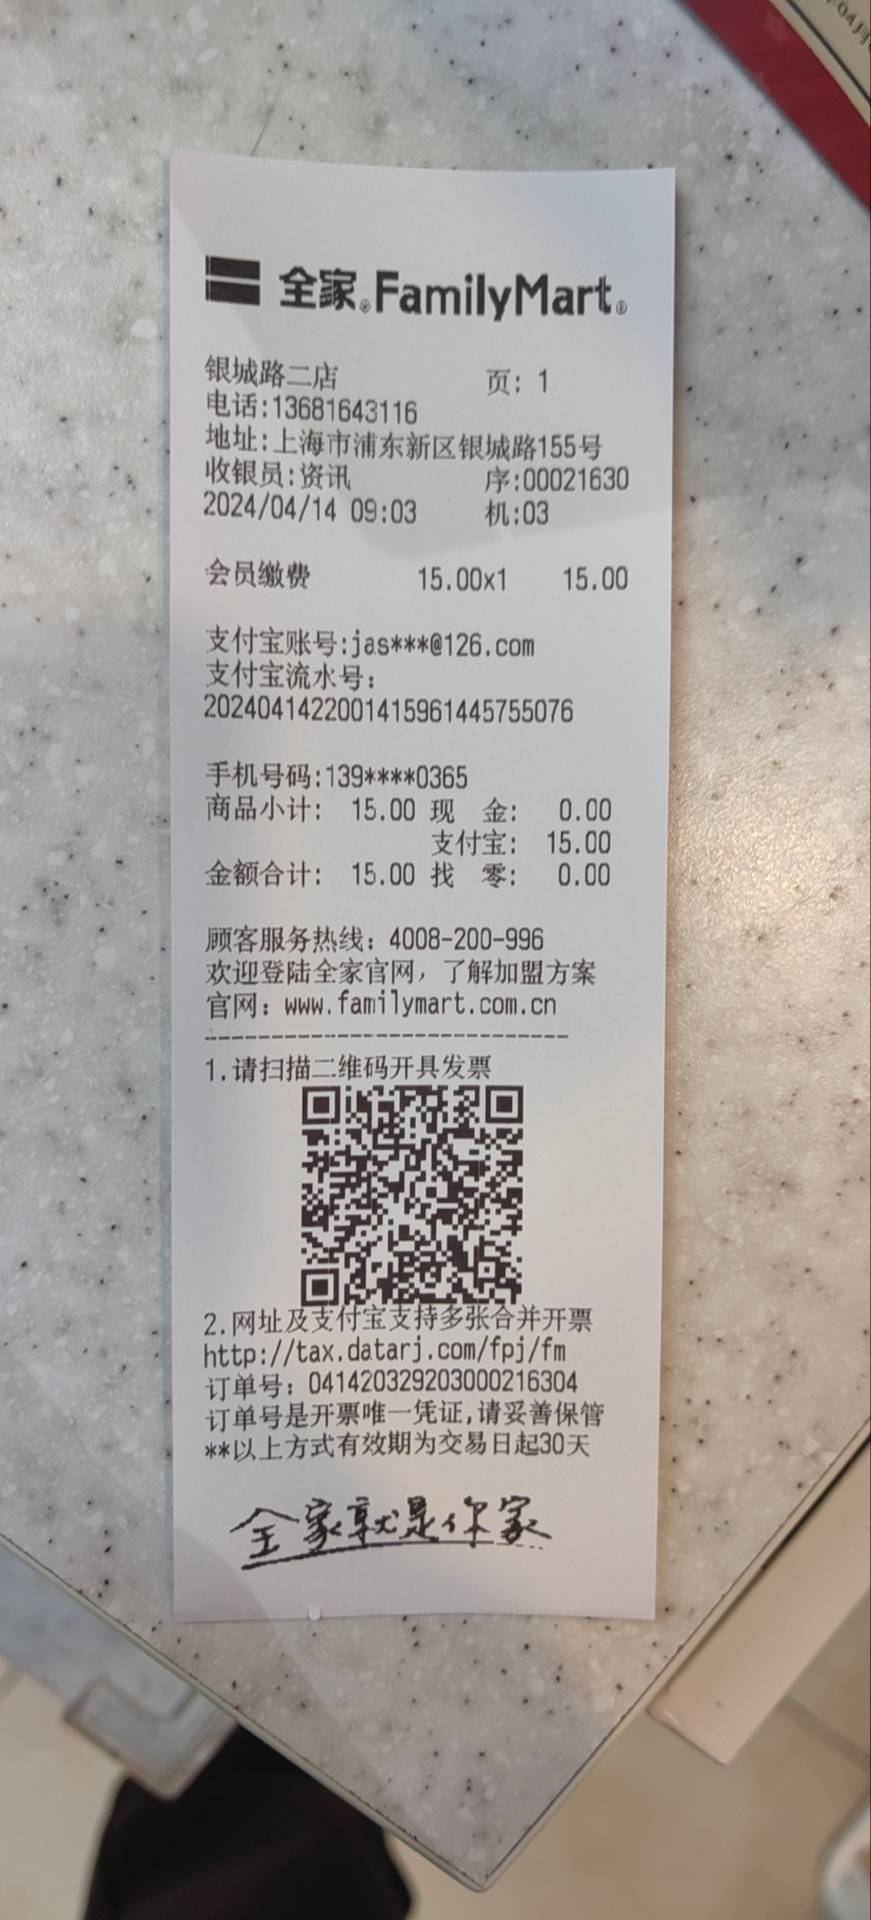 全家®FamilyMart®
银城路二店 页: 1
电话:13681643116
地址:上海市浦东新区银城路155号
收银员:资讯 序:00021630
2024/04/14 09:03 机:03
会员缴费 15.00x1 15.00
支付宝账号:jas***@126.com
支付宝流水号:
2024041422001415961445755076
手机号码:139****0365
商品小计: 15.00 现 金: 0.00
支付宝: 15.00
金额合计: 15.00 找 零: 0.00
顾客服务热线: 4008-200-996
欢迎登陆全家官网，了解加盟方案
官网: www.familymart.com.cn
----------------------------
1.请扫描二维码开具发票
2.网址及支付宝支持多张合并开票
http://tax.datarj.com/fpj/fm
订单号: 041420329203000216304
订单号是开票唯一凭证,请妥善保管
**以上方式有效期为交易日起30天
全家就是你家